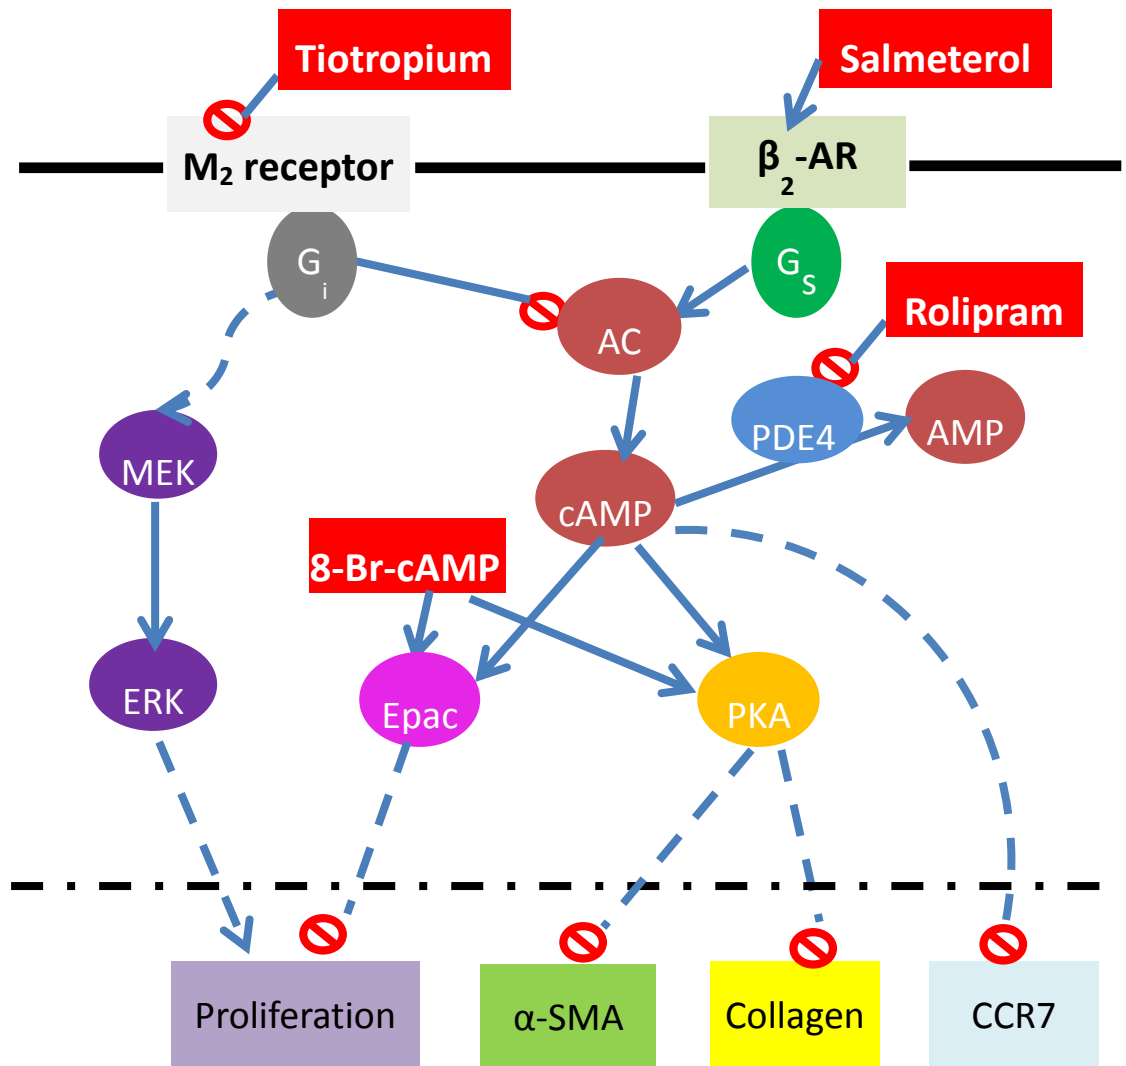 Tiotropium
Salmeterol
M₂ receptor
β₂-AR
Gᵢ
GS
Rolipram
AC
PDE4
AMP
MEK
cAMP
8-Br-cAMP
ERK
Epac
PKA
Proliferation
α-SMA
Collagen
CCR7